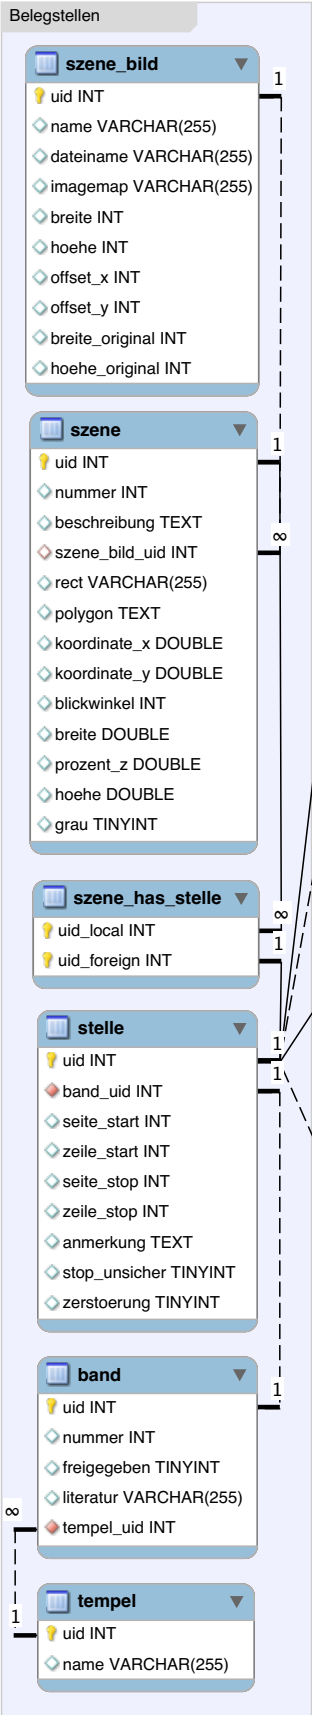 Belegstellen
szene_bild
1
uid INT
name VARCHAR(255)
dateiname VARCHAR(255)
imagemap VARCHAR(255)
breite INT
hoehe INT
offset_x INT
offset_y INT
breite_original INT
hoehe_original INT
szene
1
uid INT
nummer INT
beschreibung TEXT
∞
szene_bild_uid INT
rect VARCHAR(255)
polygon TEXT
koordinate_x DOUBLE
koordinate_y DOUBLE
blickwinkel INT
breite DOUBLE
prozent_z DOUBLE
hoehe DOUBLE
grau TINYINT
szene_has_stelle
∞
uid_local INT
1
uid_foreign INT
stelle
1
uid INT
1
band_uid INT
seite_start INT
zeile_start INT
seite_stop INT
zeile_stop INT
anmerkung TEXT
stop_unsicher TINYINT
zerstoerung TINYINT
band
1
uid INT
nummer INT
freigegeben TINYINT
literatur VARCHAR(255)
∞
tempel_uid INT
tempel
1
uid INT
name VARCHAR(255)